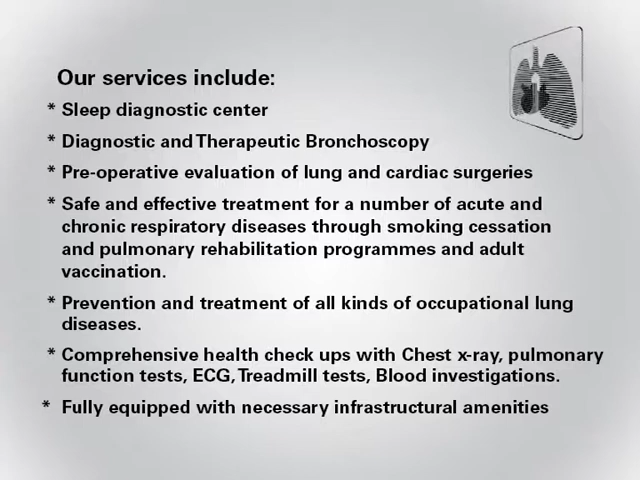 Our services include:
* Sleep diagnostic center
* Diagnostic and Therapeutic Bronchoscopy
* Pre-operative evaluation of lung and cardiac surgeries
* Safe and effective treatment for a number of acute and
chronic respiratory diseases through smoking cessation
and pulmonary rehabilitation programmes and adult
vaccination.
* Prevention and treatment of all kinds of occupational lung
diseases.
* Comprehensive health check ups with Chest x-ray, pulmonary
function tests, ECG, Treadmill tests, Blood investigations.
* Fully equipped with necessary infrastructural amenities